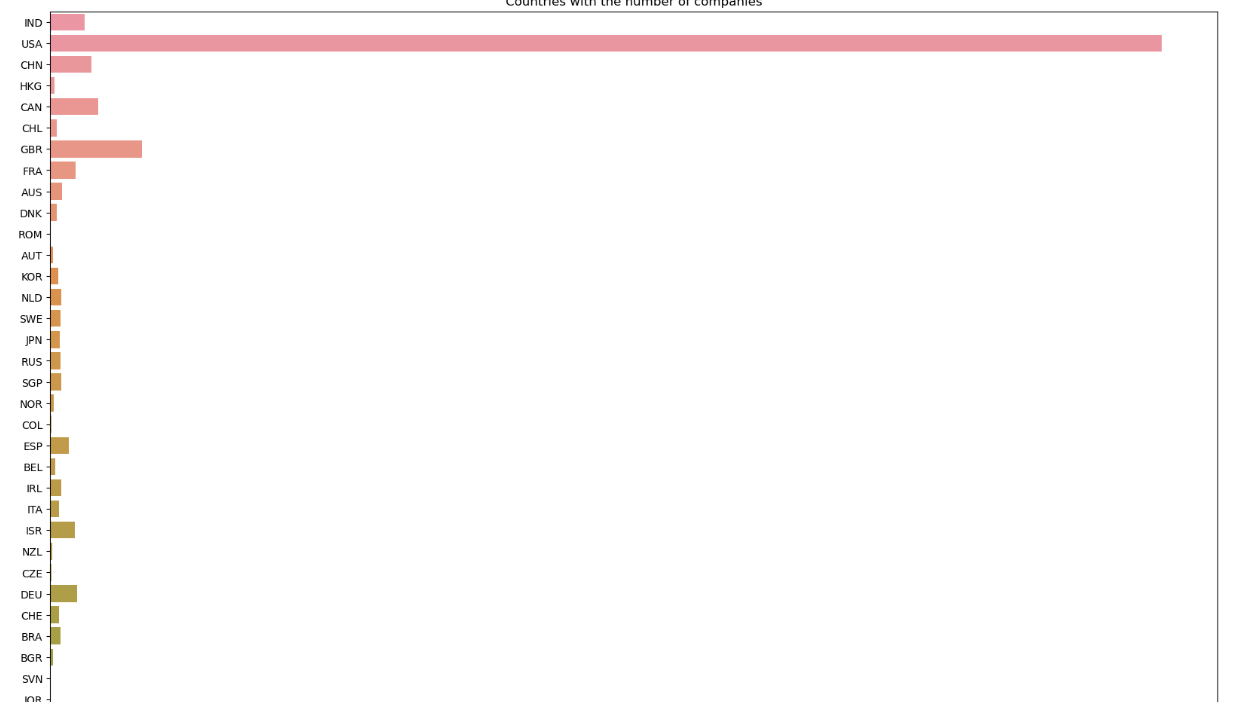 Countries with the number of companies
IND
USA
CHN
HKG
CAN
CHL
GBR
FRA
AUS
DNK
ROM
AUT
KOR
NLD
SWE
JPN
RUS
SGP
NOR
COL
ESP
BEL
IRL
ITA
ISR
NZL
CZE
DEU
CHE
BRA
BGR
SVN
JOR